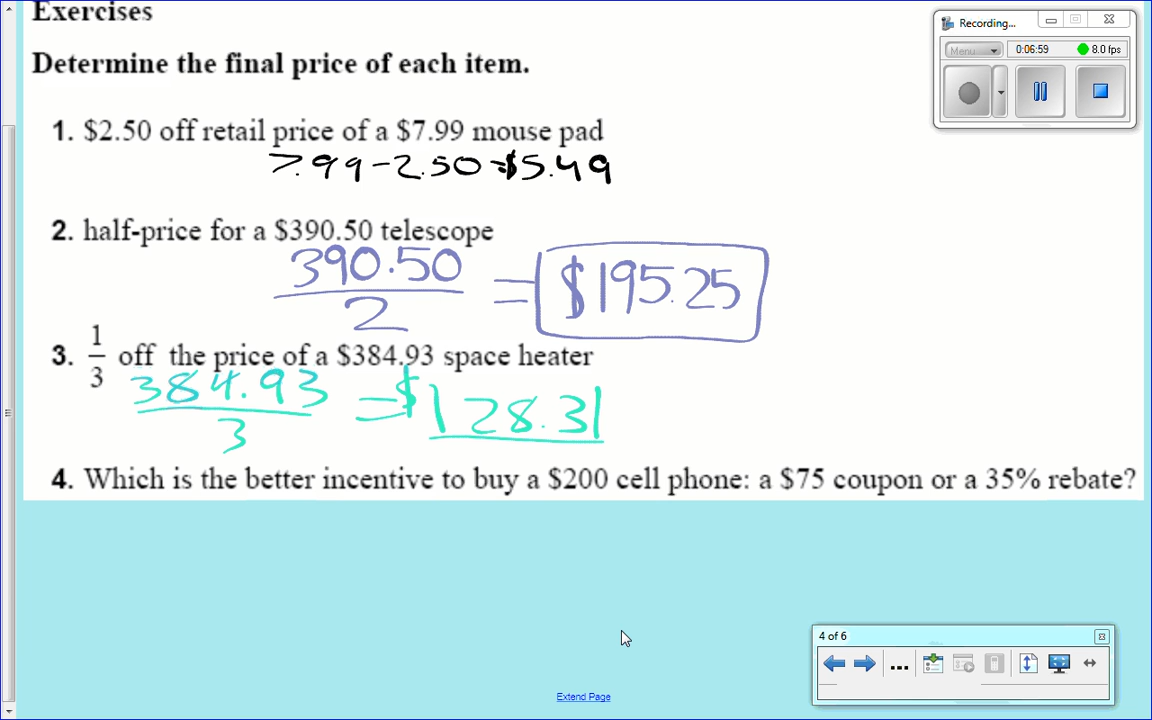 Exercises
Recording...
Menu
0:06:59
8.0 fps
Determine the final price of each item.
1. $2.50 off retail price of a $7.99 mouse pad
7.99-2.50=$5.49
2. half-price for a $390.50 telescope
390.50
2
= $195.25
3. 1/3 off the price of a $384.93 space heater
384.93
3
= $128.31
4. Which is the better incentive to buy a $200 cell phone: a $75 coupon or a 35% rebate?
4 of 6
...
Extend Page